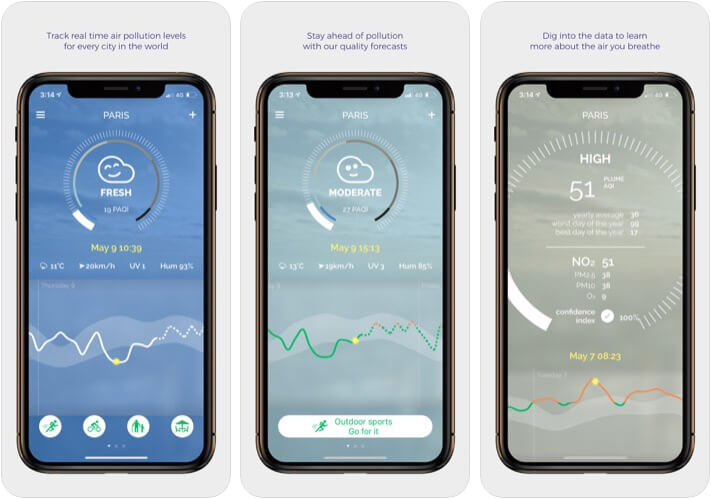 Track real time air pollution levels
for every city in the world
3:14
4G
PARIS
FRESH
19 PAQI
May 9 10:39
11°C
20km/h
UV 1
Hum 93%
Thursday 9
Stay ahead of pollution
with our quality forecasts
3:13
4G
PARIS
MODERATE
27 PAQI
May 9 15:13
13°C
19km/h
UV 3
Hum 85%
Outdoor sports
Go for it
Dig into the data to learn
more about the air you breathe
3:14
4G
PARIS
HIGH
51 PLUME
AQI
yearly average 36
worst day of the year 99
best day of the year 17
NO₂ 51
PM2.5 38
PM10 38
O₃ 9
confidence
index
100%
May 7 08:23